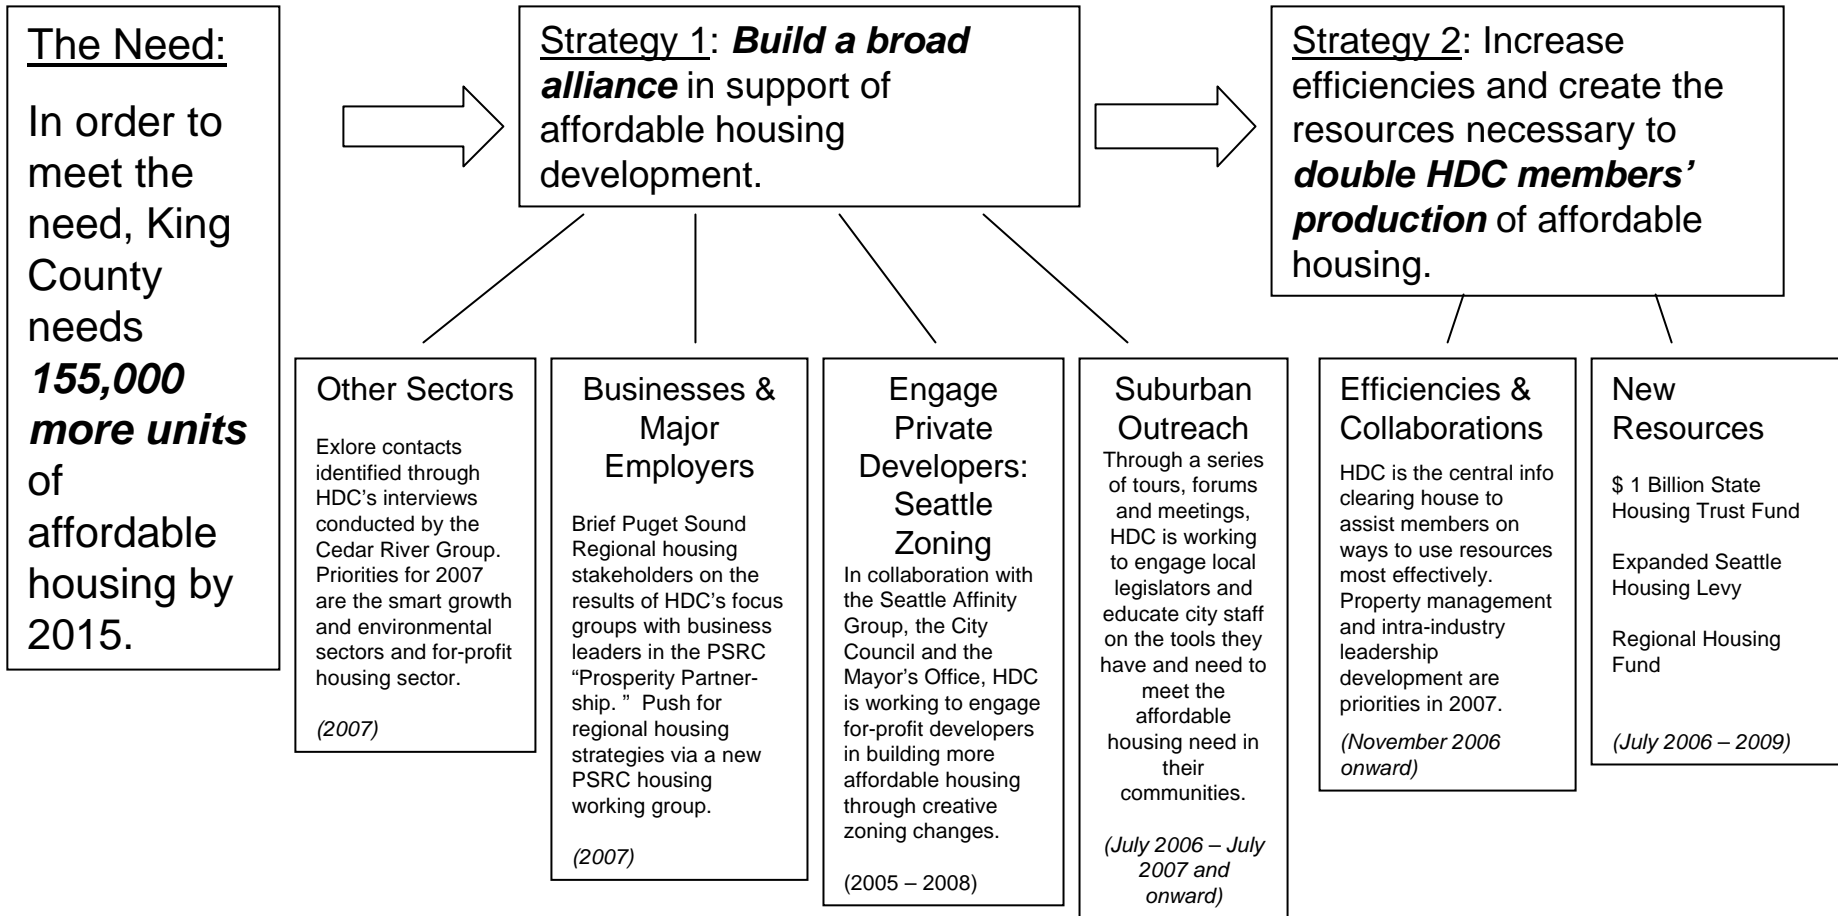 The Need:
In order to
meet the
need, King
County
needs
155,000
more units
of
affordable
housing by
2015.
Strategy 1: Build a broad
alliance in support of
affordable housing
development.
Strategy 2: Increase
efficiencies and create the
resources necessary to
double HDC members’
production of affordable
housing.
Other Sectors
Exlore contacts
identified through
HDC’s interviews
conducted by the
Cedar River Group.
Priorities for 2007
are the smart growth
and environmental
sectors and for-profit
housing sector.
(2007)
Businesses &
Major
Employers
Brief Puget Sound
Regional housing
stakeholders on the
results of HDC’s focus
groups with business
leaders in the PSRC
“Prosperity Partner-
ship. ” Push for
regional housing
strategies via a new
PSRC housing
working group.
(2007)
Engage
Private
Developers:
Seattle
Zoning
In collaboration with
the Seattle Affinity
Group, the City
Council and the
Mayor’s Office, HDC
is working to engage
for-profit developers
in building more
affordable housing
through creative
zoning changes.
(2005 – 2008)
Suburban
Outreach
Through a series
of tours, forums
and meetings,
HDC is working
to engage local
legislators and
educate city staff
on the tools they
have and need to
meet the
affordable
housing need in
their
communities.
(July 2006 – July
2007 and
onward)
Efficiencies &
Collaborations
HDC is the central info
clearing house to
assist members on
ways to use resources
most effectively.
Property management
and intra-industry
leadership
development are
priorities in 2007.
(November 2006
onward)
New
Resources
$ 1 Billion State
Housing Trust Fund
Expanded Seattle
Housing Levy
Regional Housing
Fund
(July 2006 – 2009)